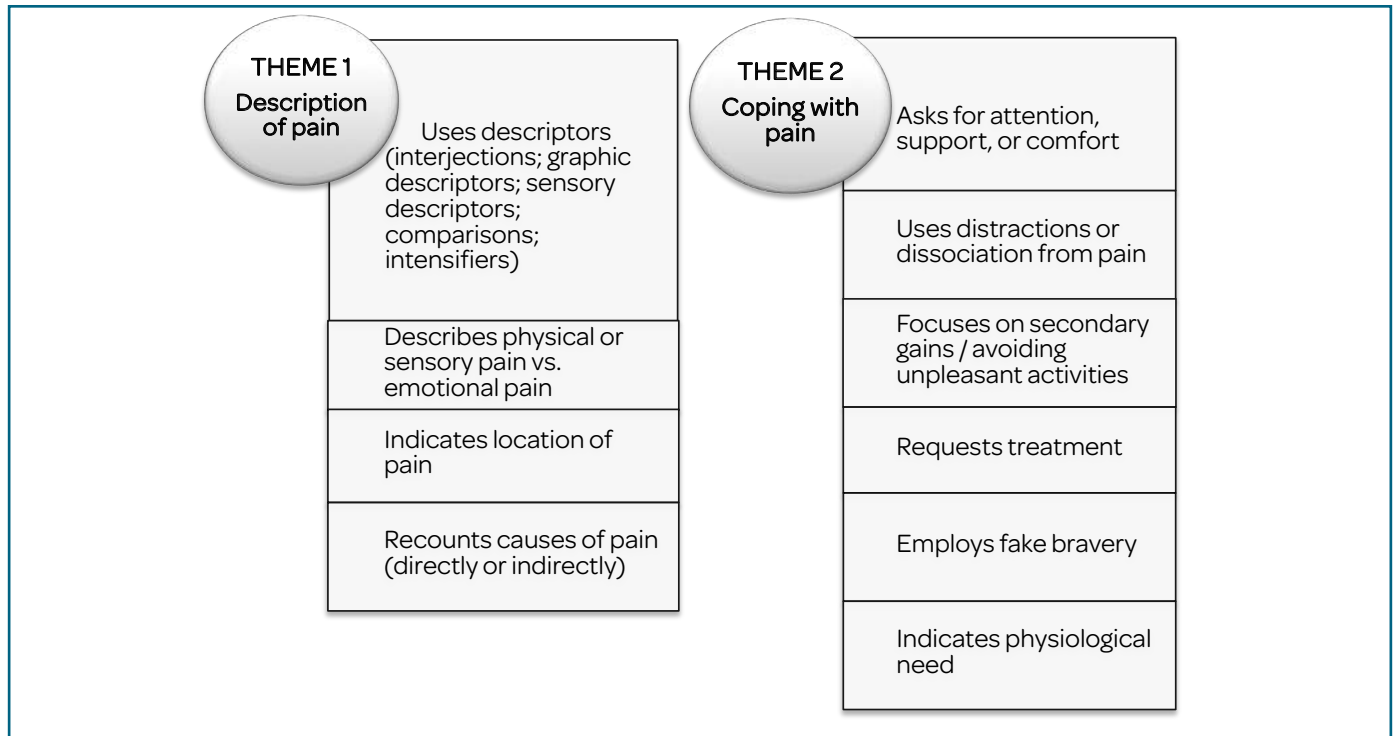 THEME 1
Description
of pain
Uses descriptors
(interjections; graphic
descriptors; sensory
descriptors;
comparisons;
intensifiers)
Describes physical or
sensory pain vs.
emotional pain
Indicates location of
pain
Recounts causes of pain
(directly or indirectly)
THEME 2
Coping with
pain
Asks for attention,
support, or comfort
Uses distractions or
dissociation from pain
Focuses on secondary
gains / avoiding
unpleasant activities
Requests treatment
Employs fake bravery
Indicates physiological
need